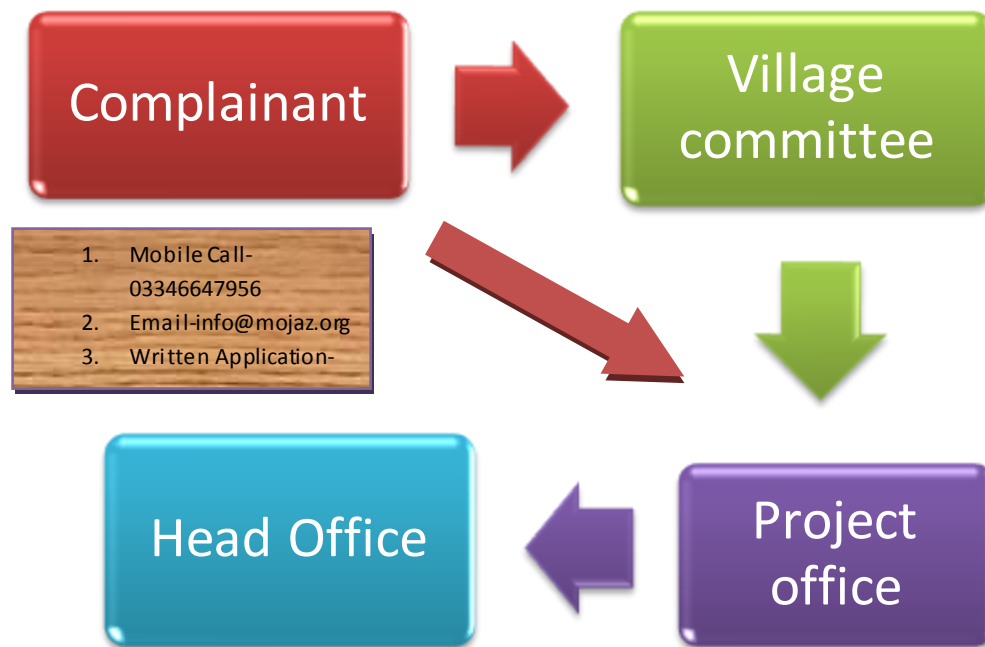 Complainant
Village
committee
1. Mobile Call-
03346647956
2. Email-info@mojaz.org
3. Written Application-
Head Office
Project
office